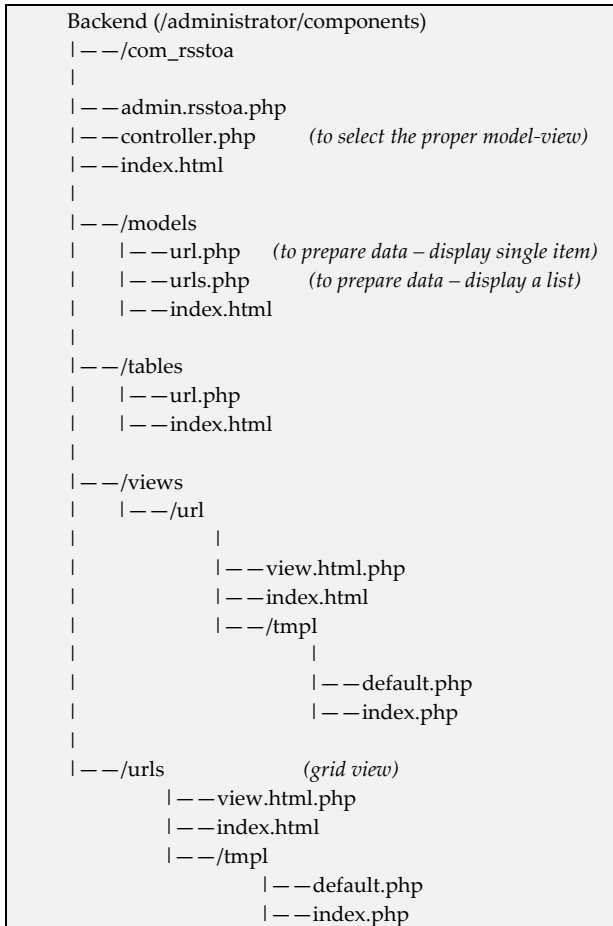 Backend (/administrator/components)
|——/com_rsstoa
|
|——admin.rsstoa.php
|——controller.php (to select the proper model-view)
|——index.html
|
|——/models
| |——url.php (to prepare data – display single item)
| |——urls.php (to prepare data – display a list)
| |——index.html
|
|——/tables
| |——url.php
| |——index.html
|
|——/views
| |——/url
| |
| |——view.html.php
| |——index.html
| |——/tmpl
| |
| |——default.php
| |——index.php
|
|——/urls (grid view)
|——view.html.php
|——index.html
|——/tmpl
|——default.php
|——index.php